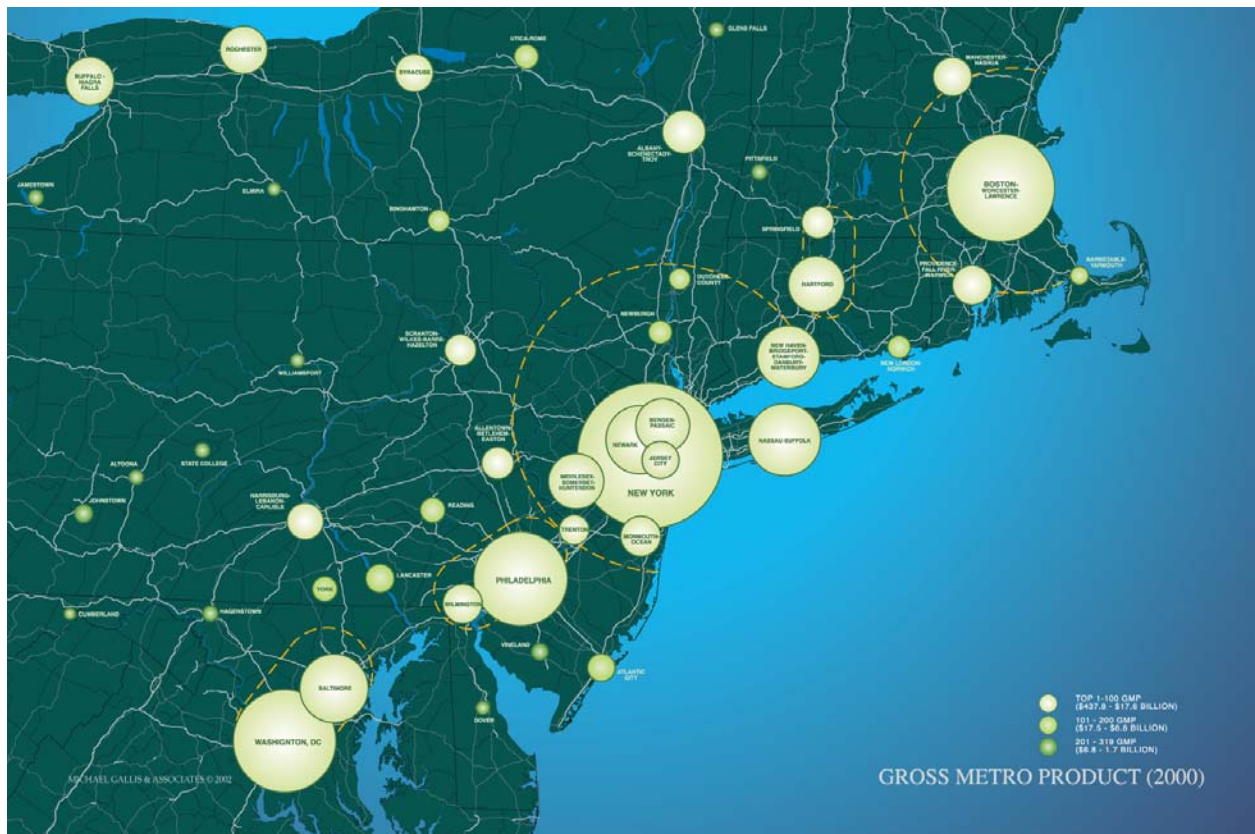 GLENS FALLS
UTICA-ROME
ROCHESTER
MANCHESTER-
NASHUA
SYRACUSE
BUFFALO -
NIAGRA
FALLS
ALBANY-
SCHENECTADY-
TROY
PITTSFIELD
JAMESTOWN
ELMIRA
BOSTON-
WORCESTER-
LAWRENCE
BINGHAMTON -
SPRINGFIELD
PROVIDENCE-
FALL RIVER-
WARWICK
BARNSTABLE-
YARMOUTH
DUTCHESS
COUNTY
HARTFORD
NEWBURGH
SCRANTON-
WILKES-BARRE-
HAZELTON
NEW HAVEN-
BRIDGEPORT-
STAMFORD-
DANBURY-
WATERBURY
NEW LONDON-
NORWICH
WILLIAMSPORT
BERGEN-
PASSAIC
NEWARK
JERSEY
CITY
NEW YORK
NASSAU-SUFFOLK
ALLENTOWN-
BETLEHEM-
EASTON
STATE COLLEGE
ALTOONA
MIDDLESEX-
SOMERSET-
HUNTERDON
JOHNSTOWN
HARRISBURG-
LEBANON-
CARLISLE
READING
TRENTON
MONMOUTH-
OCEAN
PHILADELPHIA
LANCASTER
YORK
WILMINGTON
CUMBERLAND
HAGERSTOWN
VINELAND
ATLANTIC
CITY
BALTIMORE
DOVER
WASHIGNTON, DC
TOP 1-100 GMP
($437.8 - $17.6 BILLION)
101 - 200 GMP
($17.5 - $6.8 BILLION)
201 - 319 GMP
($6.8 - 1.7 BILLION)
MICHAEL GALLIS & ASSOCIATES © 2002
GROSS METRO PRODUCT (2000)